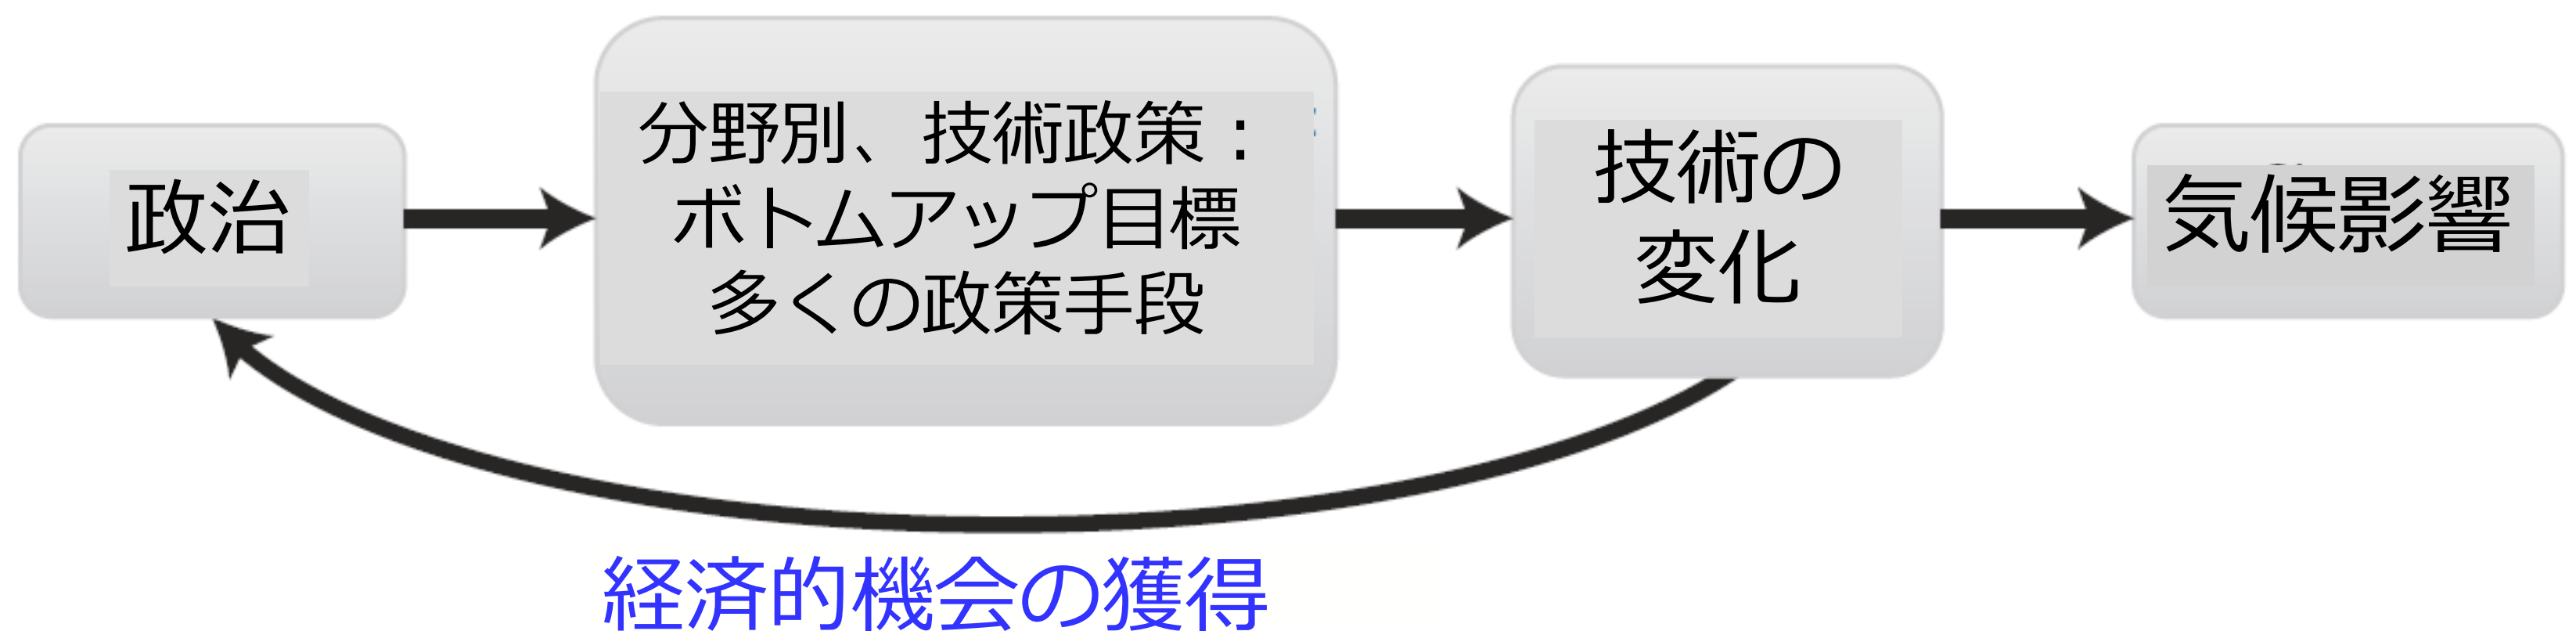 政治
分野別、技術政策：
ボトムアップ目標
多くの政策手段
技術の
変化
気候影響
経済的機会の獲得